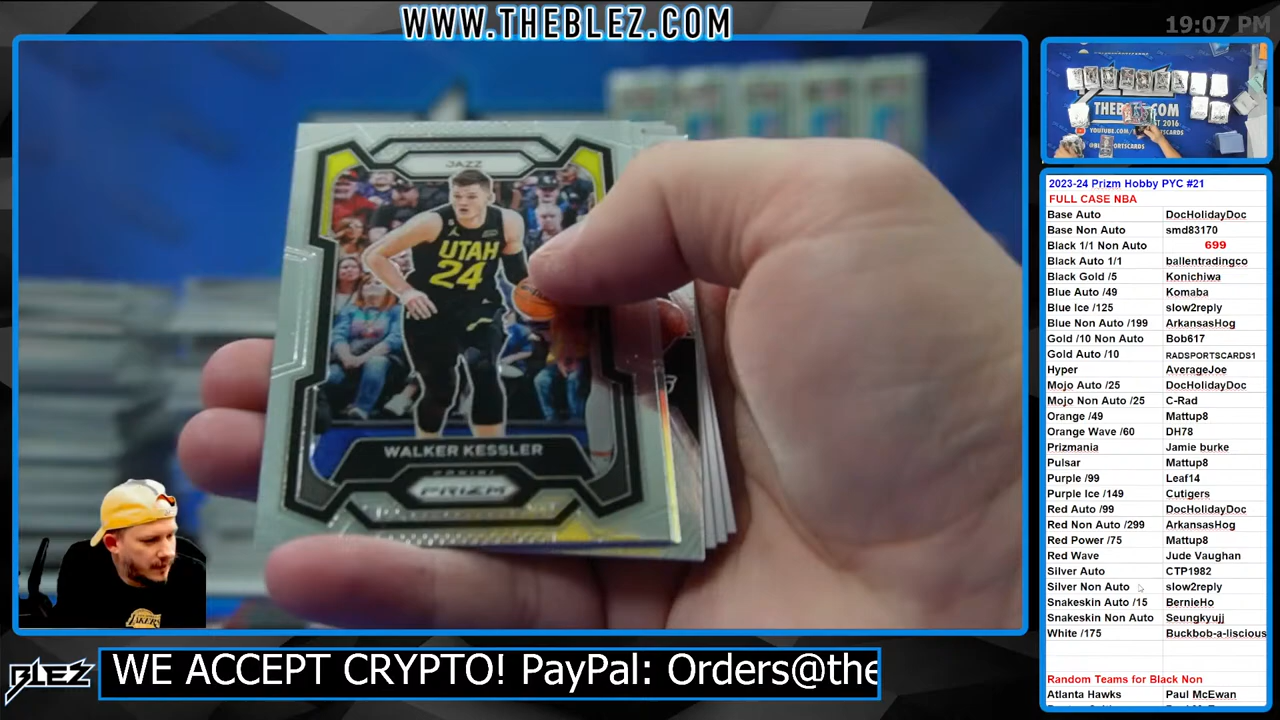 WWW.THEBLEZ.COM
19:07 PM
JAZZ
UTAH
24
WALKER KESSLER
PANINI
PRIZM
THEBLEZ.COM
LAKERS
2023-24 Prizm Hobby PYC #21
FULL CASE NBA
Base Auto DocHolidayDoc
Base Non Auto smd83170
Black 1/1 Non Auto 699
Black Auto 1/1 ballentradingco
Black Gold /5 Konichiwa
Blue Auto /49 Komaba
Blue Ice /125 slow2reply
Blue Non Auto /199 ArkansasHog
Gold /10 Non Auto Bob617
Gold Auto /10 RADSPORTSCARDS1
Hyper AverageJoe
Mojo Auto /25 DocHolidayDoc
Mojo Non Auto /25 C-Rad
Orange /49 Mattup8
Orange Wave /60 DH78
Prizmania Jamie burke
Pulsar Mattup8
Purple /99 Leaf14
Purple Ice /149 Cutigers
Red Auto /99 DocHolidayDoc
Red Non Auto /299 ArkansasHog
Red Power /75 Mattup8
Red Wave Jude Vaughan
Silver Auto CTP1982
Silver Non Auto slow2reply
Snakeskin Auto /15 BernieHo
Snakeskin Non Auto Seungkyujj
White /175 Buckbob-a-liscious
Random Teams for Black Non
Atlanta Hawks Paul McEwan
BLEZ
WE ACCEPT CRYPTO! PayPal: Orders@the